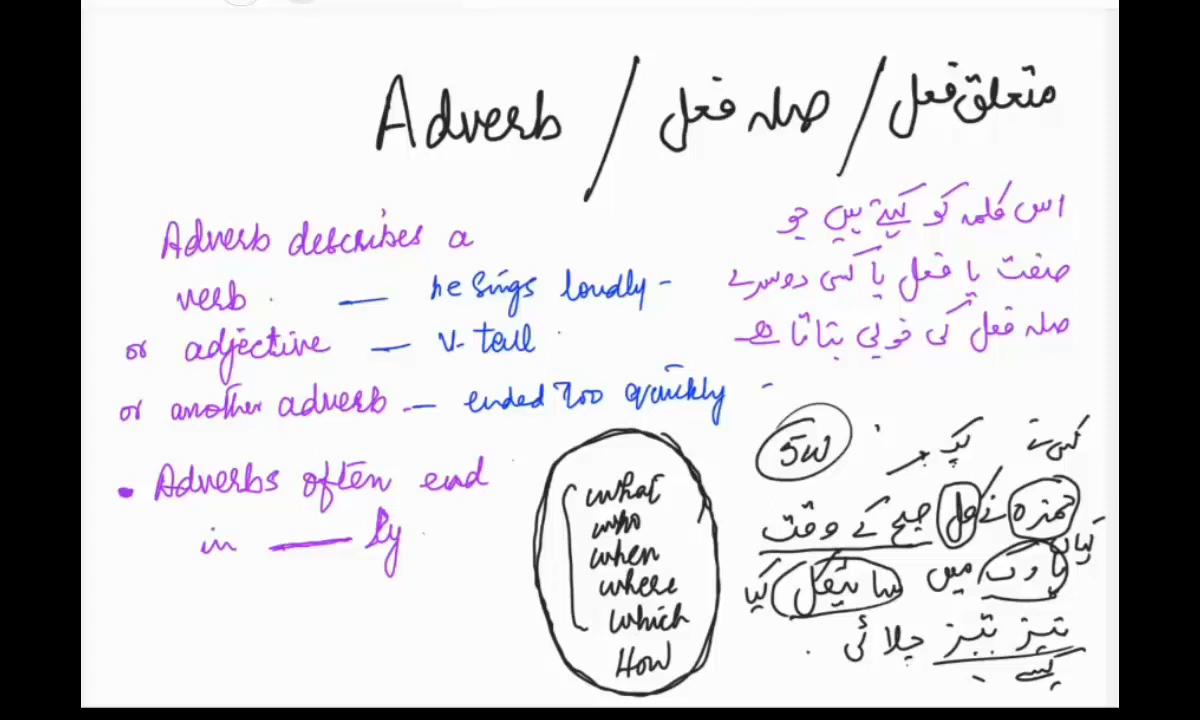 Adverb / صلہ فعل / متعلق فعل
Adverb describes a
verb — he sings loudly -
or adjective — v. tall
or another adverb — ended too quickly -
• Adverbs often end
in —— ly
اس کلمہ کو کہتے ہیں جو
صفت یا فعل یا کسی دوسرے
صلہ فعل کی خوبی بتاتا ہے
5W
what
who
when
where
which
How
کس نے کب
حمزہ نے کل صبح کے وقت
کہاں
پارک میں سائیکل کیا
تیز تیز چلائی
کیسے